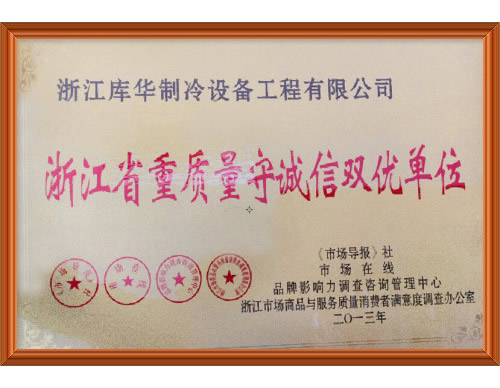 浙江库华制冷设备工程有限公司
浙江省重质量守诚信双优单位
《市场导报》社
市场在线
品牌影响力调查咨询管理中心
浙江市场商品与服务质量消费者满意度调查办公室
二〇一三年